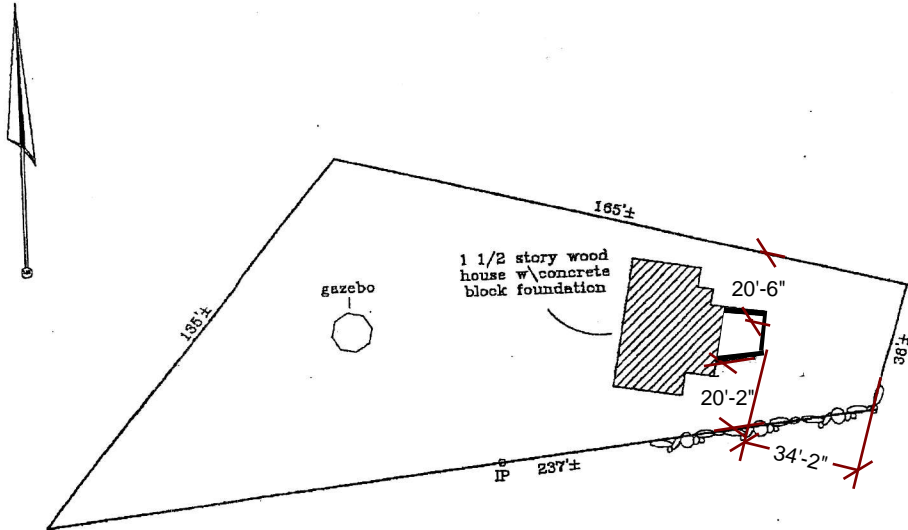 165'±
1 1/2 story wood
house w\concrete
block foundation
gazebo
135'±
20'-6"
38'±
20'-2"
34'-2"
IP
237'±